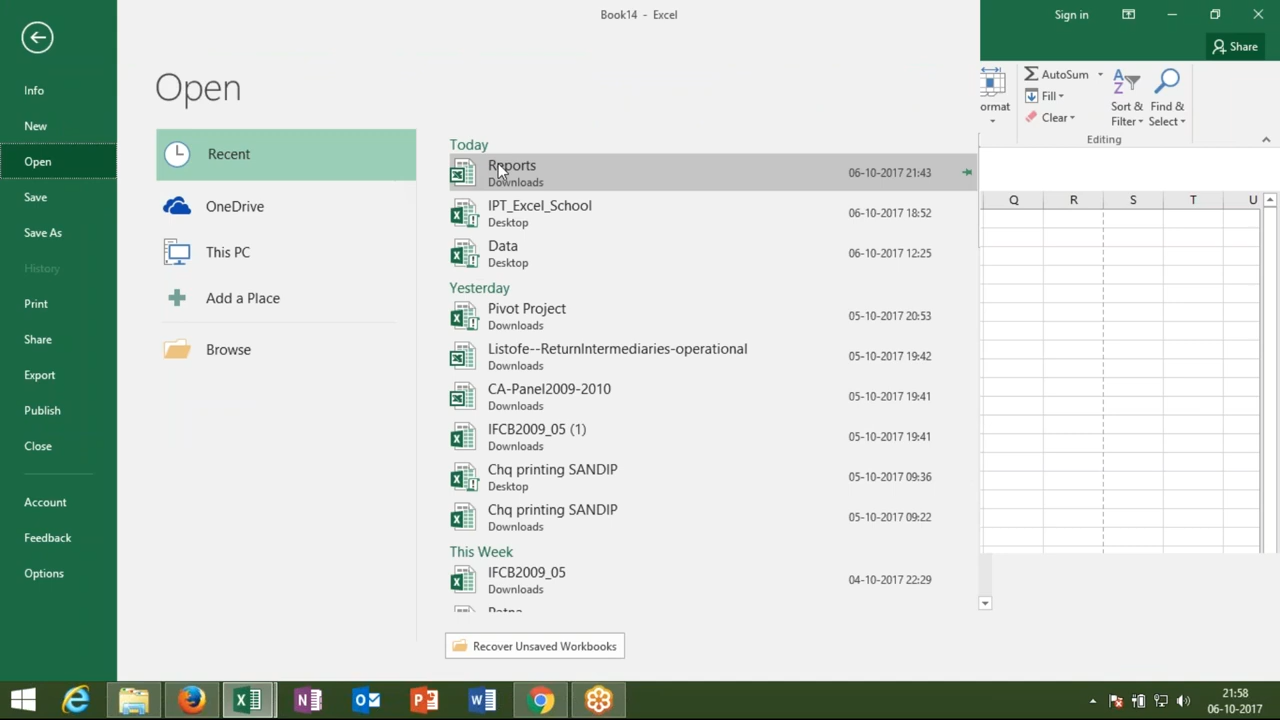 Book14 - Excel
Sign in
Share
Info
New
Open
Save
Save As
History
Print
Share
Export
Publish
Close
Account
Feedback
Options
Open
Recent
OneDrive
This PC
Add a Place
Browse
Today
Reports
Downloads
06-10-2017 21:43
IPT_Excel_School
Desktop
06-10-2017 18:52
Data
Desktop
06-10-2017 12:25
Yesterday
Pivot Project
Downloads
05-10-2017 20:53
Listofe--ReturnIntermediaries-operational
Downloads
05-10-2017 19:42
CA-Panel2009-2010
Downloads
05-10-2017 19:41
IFCB2009_05 (1)
Downloads
05-10-2017 19:41
Chq printing SANDIP
Desktop
05-10-2017 09:36
Chq printing SANDIP
Downloads
05-10-2017 09:22
This Week
IFCB2009_05
Downloads
04-10-2017 22:29
Recover Unsaved Workbooks
ormat
AutoSum
Fill
Clear
Sort &
Filter
Find &
Select
Editing
Q R S T U
21:58
06-10-2017